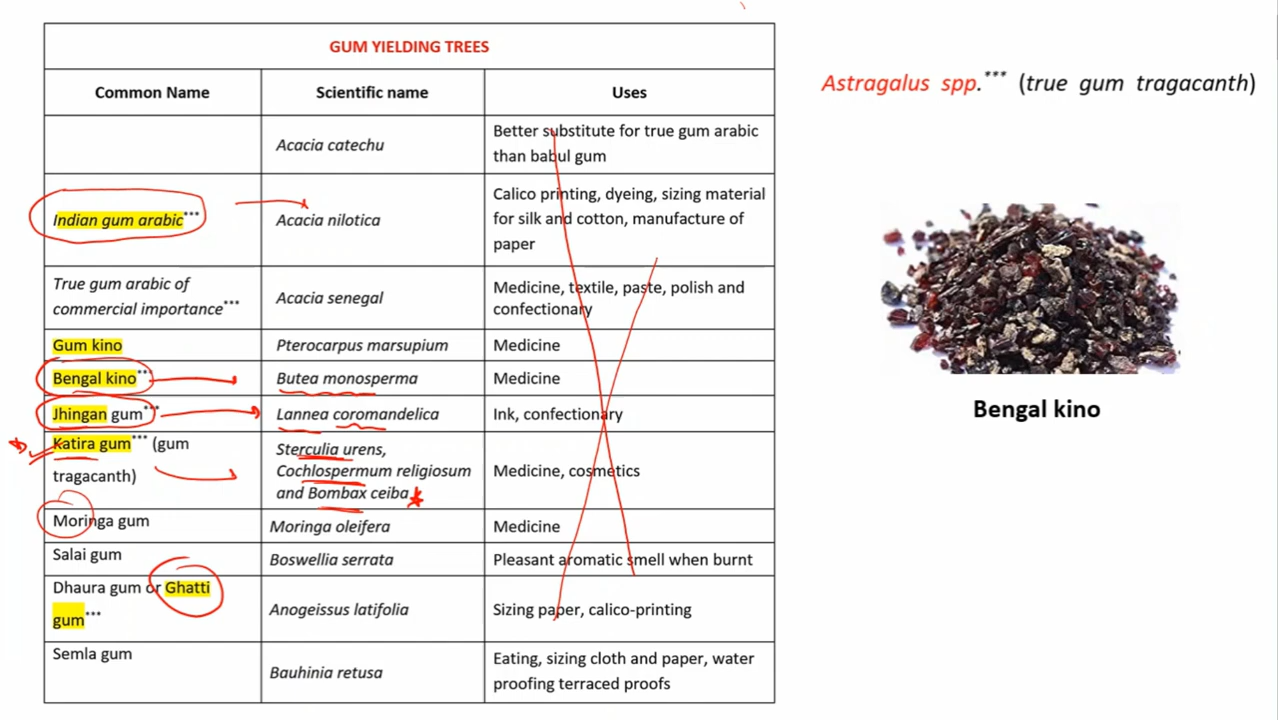 GUM YIELDING TREES
Common Name Scientific name Uses
Acacia catechu Better substitute for true gum arabic
than babul gum
Indian gum arabic*** Acacia nilotica Calico printing, dyeing, sizing material
for silk and cotton, manufacture of
paper
True gum arabic of
commercial importance*** Acacia senegal Medicine, textile, paste, polish and
confectionary
Gum kino Pterocarpus marsupium Medicine
Bengal kino*** Butea monosperma Medicine
Jhingan gum*** Lannea coromandelica Ink, confectionary
Katira gum*** (gum
tragacanth) Sterculia urens,
Cochlospermum religiosum
and Bombax ceiba Medicine, cosmetics
Moringa gum Moringa oleifera Medicine
Salai gum Boswellia serrata Pleasant aromatic smell when burnt
Dhaura gum or Ghatti
gum*** Anogeissus latifolia Sizing paper, calico-printing
Semla gum Bauhinia retusa Eating, sizing cloth and paper, water
proofing terraced proofs
Astragalus spp.*** (true gum tragacanth)
Bengal kino